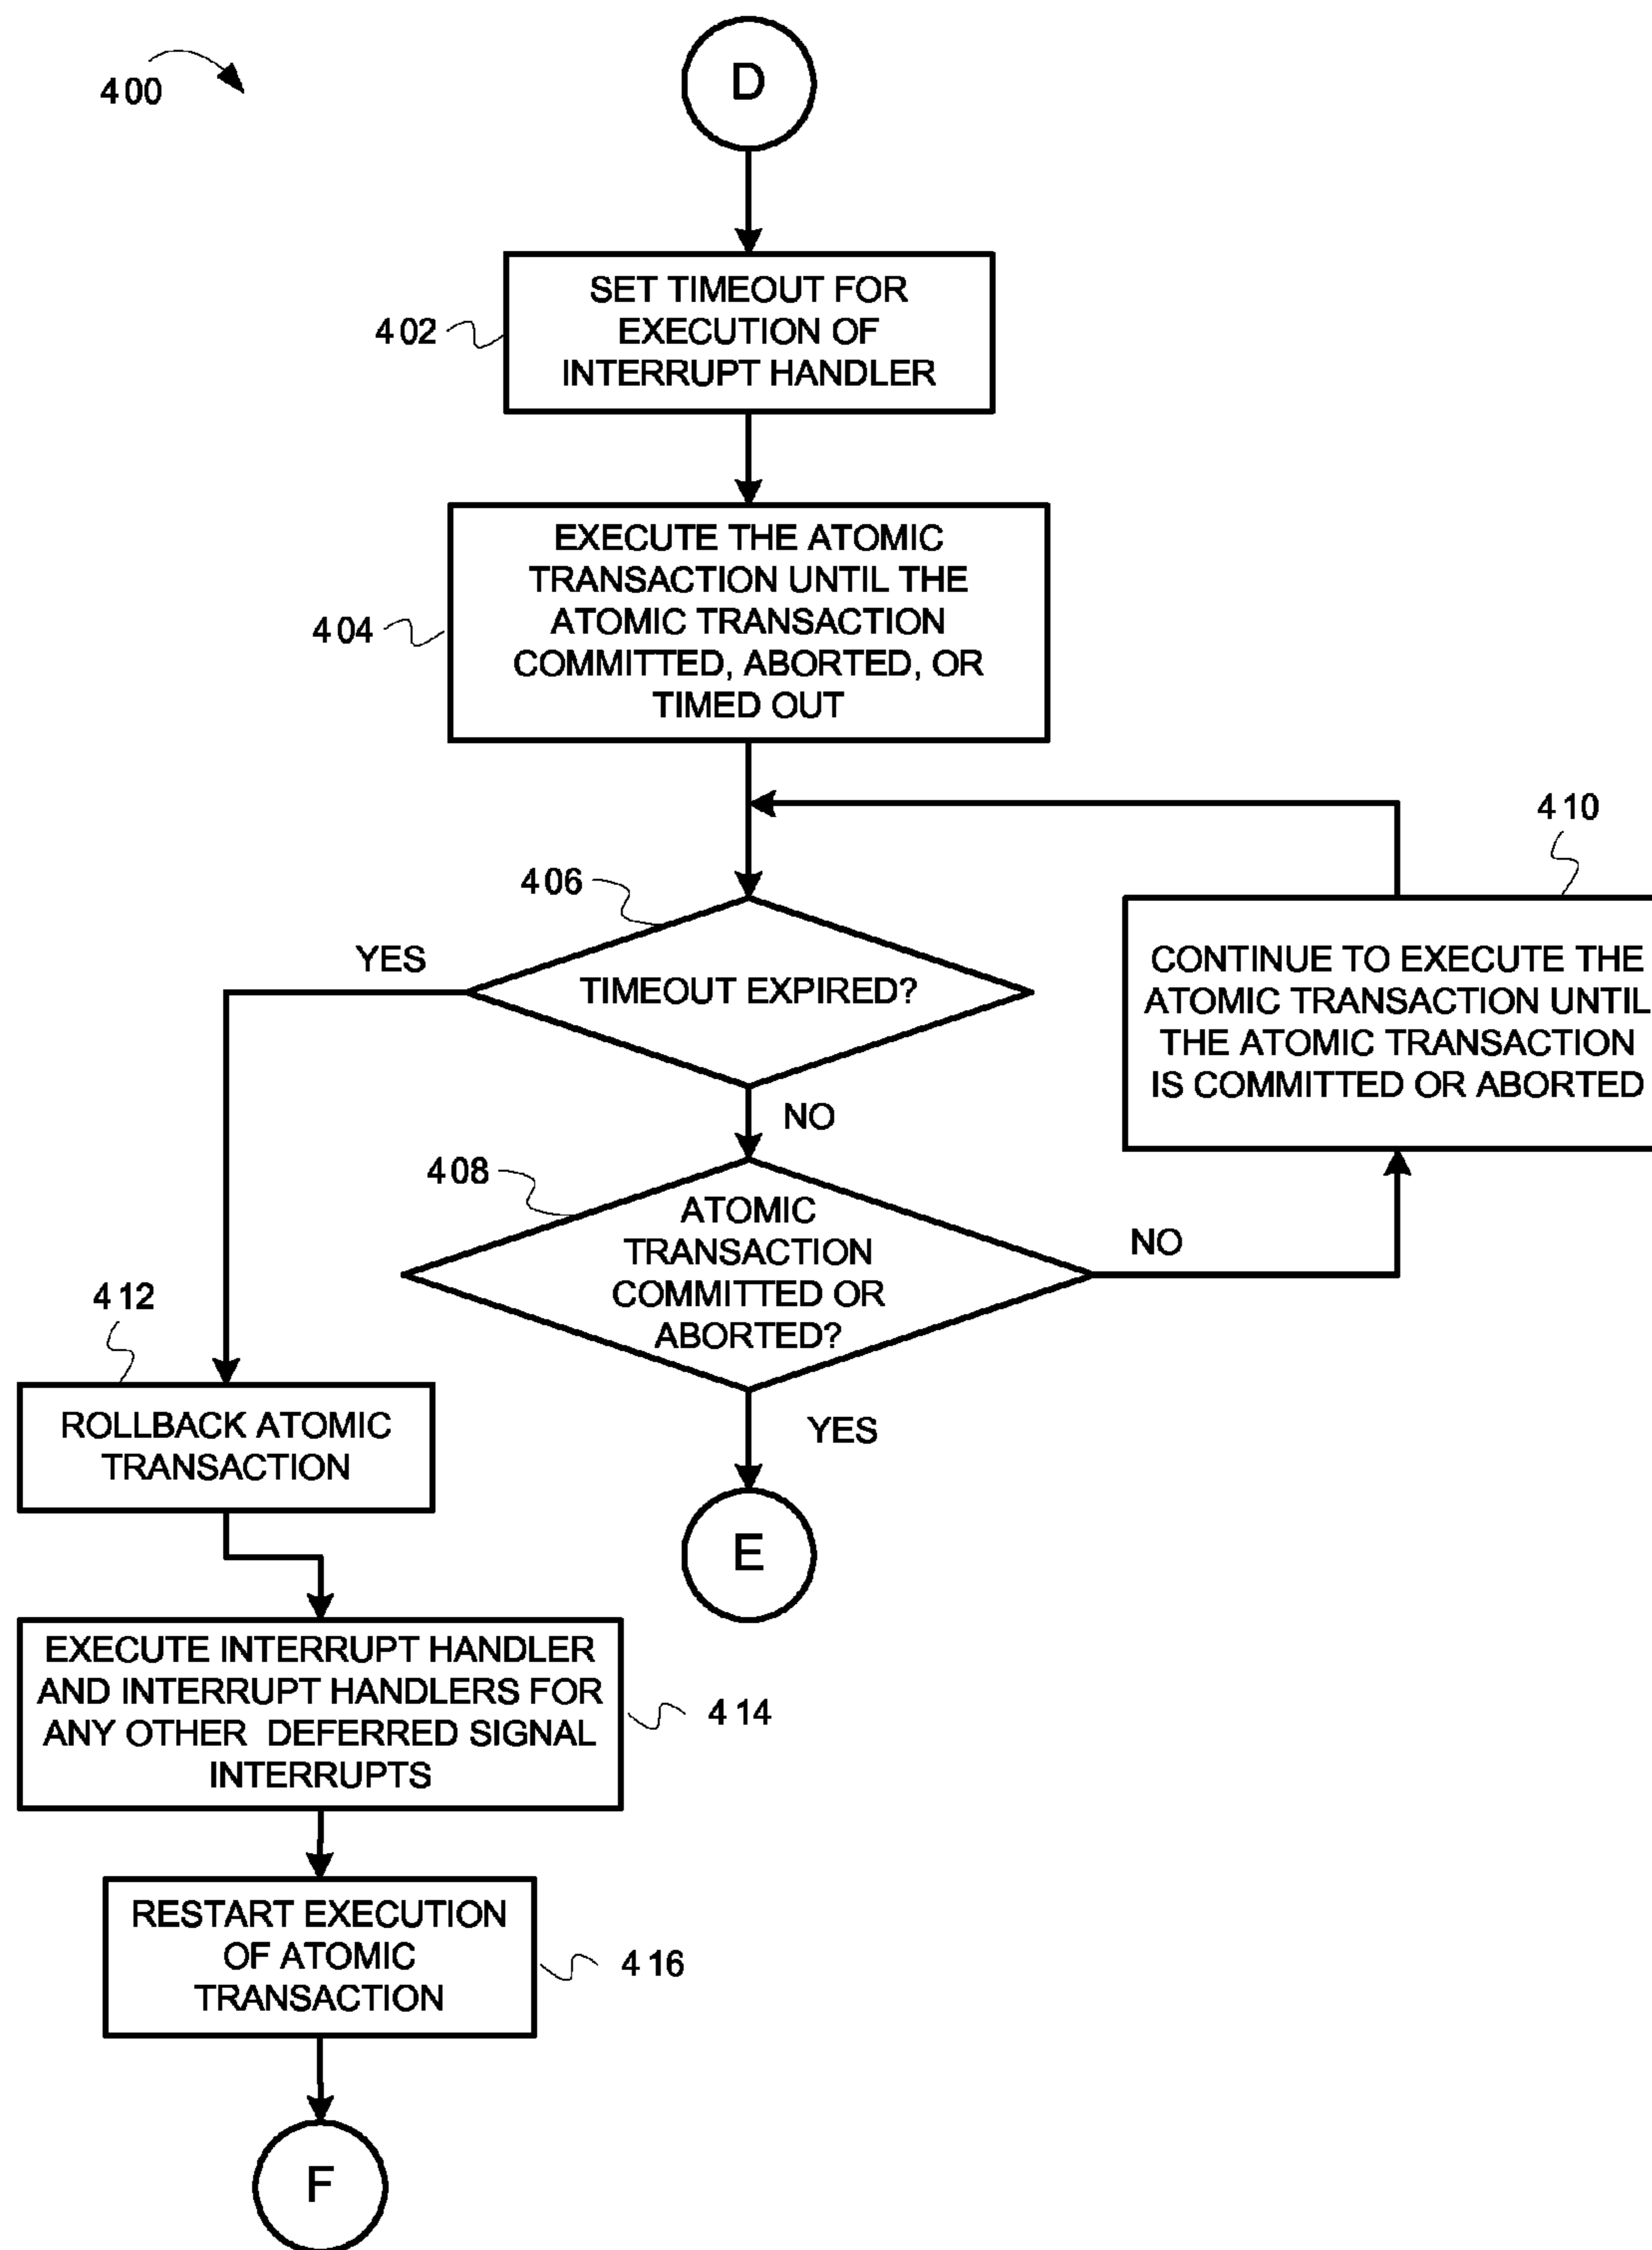 400
D
402
SET TIMEOUT FOR
EXECUTION OF
INTERRUPT HANDLER
404
EXECUTE THE ATOMIC
TRANSACTION UNTIL THE
ATOMIC TRANSACTION
COMMITTED, ABORTED, OR
TIMED OUT
406
YES
TIMEOUT EXPIRED?
NO
410
CONTINUE TO EXECUTE THE
ATOMIC TRANSACTION UNTIL
THE ATOMIC TRANSACTION
IS COMMITTED OR ABORTED
408
ATOMIC
TRANSACTION
COMMITTED OR
ABORTED?
NO
YES
E
412
ROLLBACK ATOMIC
TRANSACTION
EXECUTE INTERRUPT HANDLER
AND INTERRUPT HANDLERS FOR
ANY OTHER DEFERRED SIGNAL
INTERRUPTS
414
RESTART EXECUTION
OF ATOMIC
TRANSACTION
416
F